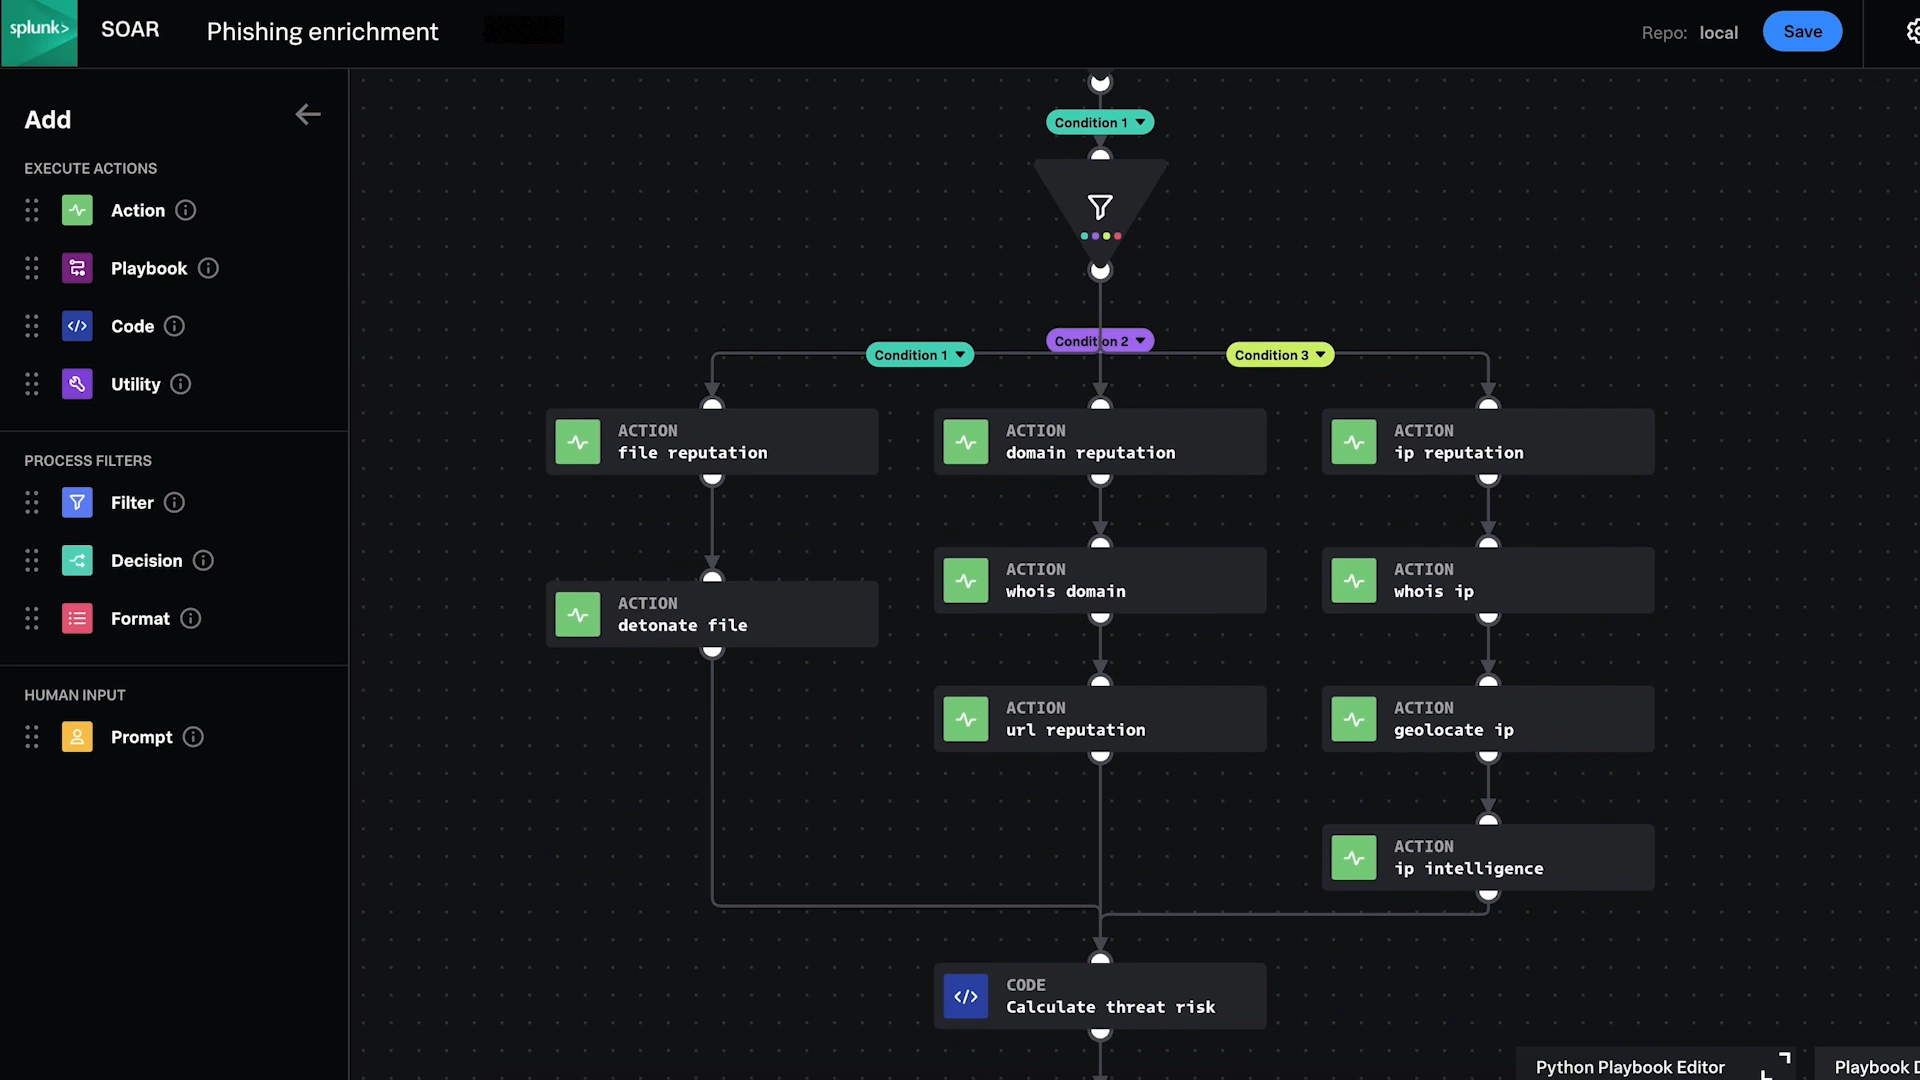 splunk>
SOAR
Phishing enrichment
Repo: local
Save
Add
EXECUTE ACTIONS
Action
Playbook
Code
Utility
PROCESS FILTERS
Filter
Decision
Format
HUMAN INPUT
Prompt
Condition 1
Condition 1
Condition 2
Condition 3
ACTION
file reputation
ACTION
domain reputation
ACTION
ip reputation
ACTION
detonate file
ACTION
whois domain
ACTION
whois ip
ACTION
url reputation
ACTION
geolocate ip
ACTION
ip intelligence
CODE
Calculate threat risk
Python Playbook Editor
Playbook